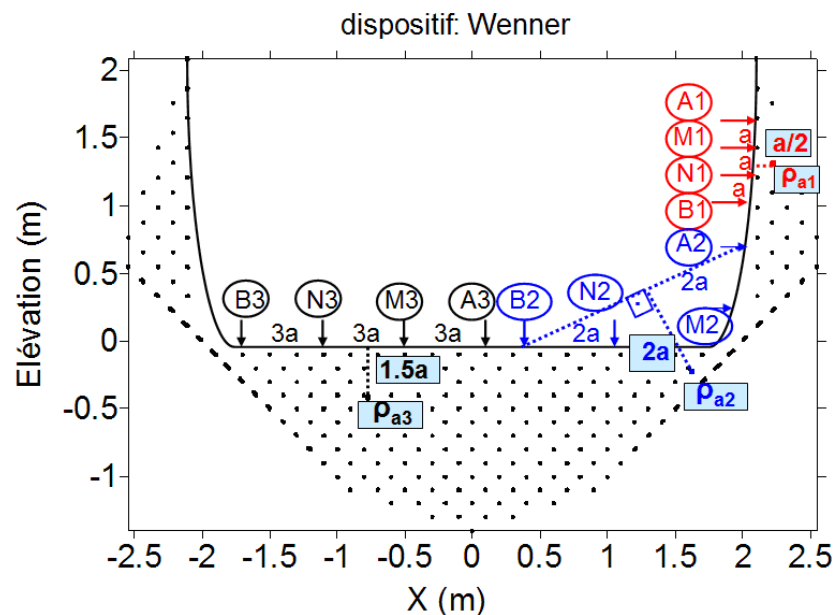 dispositif: Wenner
Elévation (m)
2
1.5
1
0.5
0
-0.5
-1
A1
M1
N1
B1
a
a
a
a/2
ρa1
A2
2a
B2
N2
M2
2a
2a
ρa2
B3
N3
M3
A3
3a
3a
3a
1.5a
ρa3
-2.5 -2 -1.5 -1 -0.5 0 0.5 1 1.5 2 2.5
X (m)